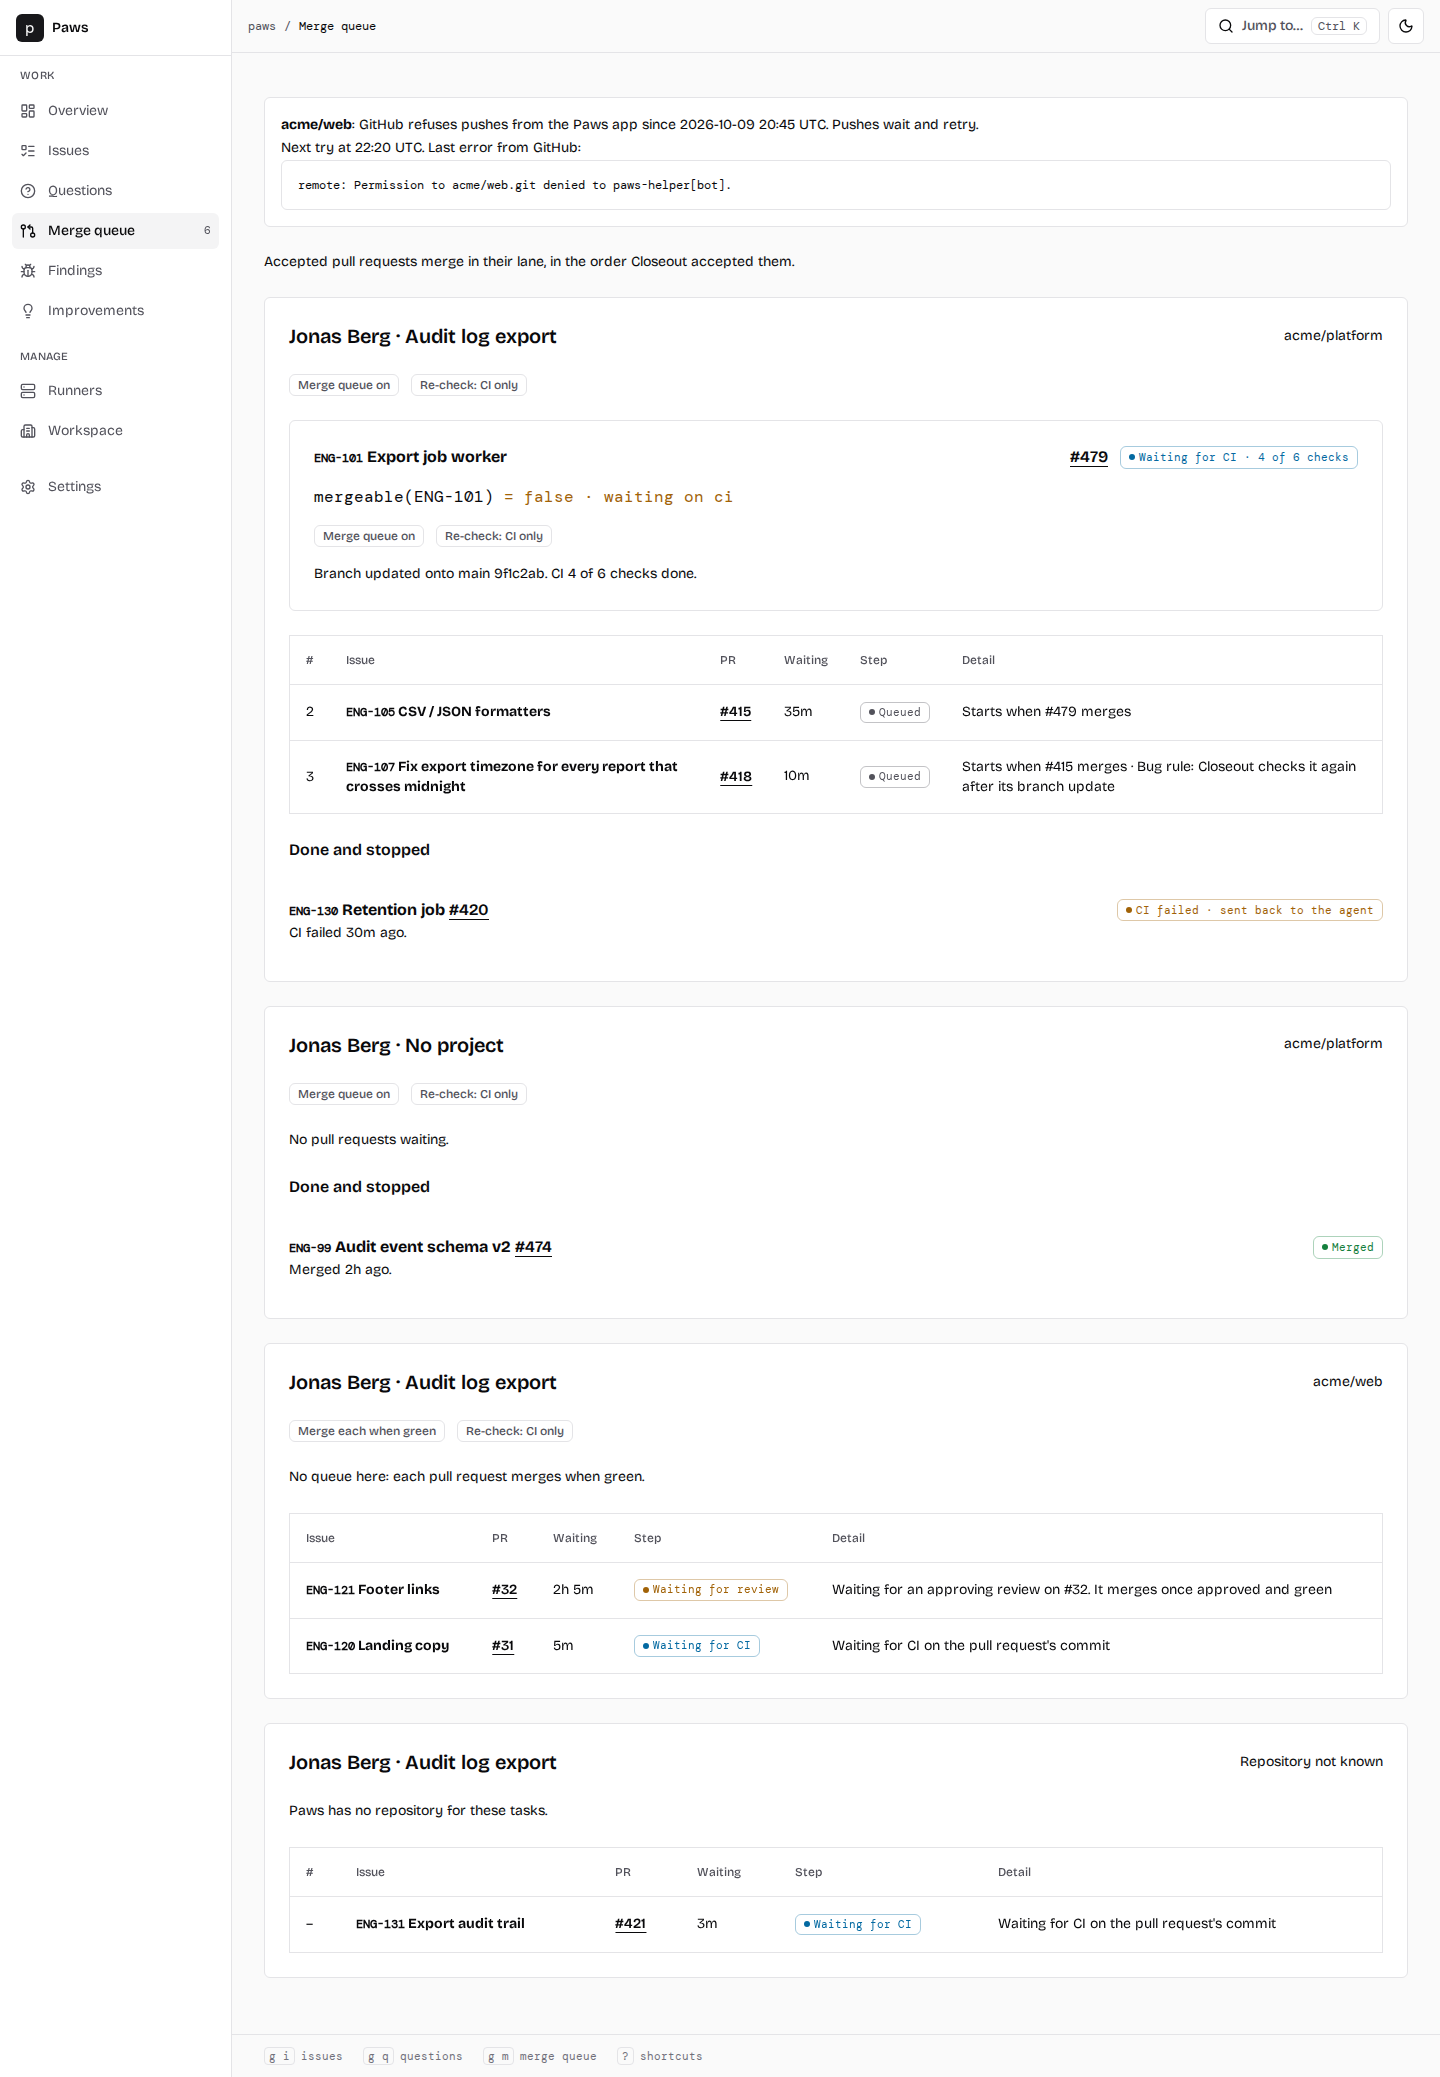 p Paws
paws / Merge queue
Jump to... Ctrl K
WORK
Overview
Issues
Questions
Merge queue 6
Findings
Improvements
MANAGE
Runners
Workspace
Settings
acme/web: GitHub refuses pushes from the Paws app since 2026-10-09 20:45 UTC. Pushes wait and retry.
Next try at 22:20 UTC. Last error from GitHub:
remote: Permission to acme/web.git denied to paws-helper[bot].
Accepted pull requests merge in their lane, in the order Closeout accepted them.
Jonas Berg · Audit log export acme/platform
Merge queue on Re-check: CI only
ENG-101 Export job worker #479 Waiting for CI · 4 of 6 checks
mergeable(ENG-101) = false · waiting on ci
Merge queue on Re-check: CI only
Branch updated onto main 9f1c2ab. CI 4 of 6 checks done.
# Issue PR Waiting Step Detail
2 ENG-105 CSV / JSON formatters #415 35m Queued Starts when #479 merges
3 ENG-107 Fix export timezone for every report that crosses midnight #418 10m Queued Starts when #415 merges · Bug rule: Closeout checks it again after its branch update
Done and stopped
ENG-130 Retention job #420 CI failed · sent back to the agent
CI failed 30m ago.
Jonas Berg · No project acme/platform
Merge queue on Re-check: CI only
No pull requests waiting.
Done and stopped
ENG-99 Audit event schema v2 #474 Merged
Merged 2h ago.
Jonas Berg · Audit log export acme/web
Merge each when green Re-check: CI only
No queue here: each pull request merges when green.
Issue PR Waiting Step Detail
ENG-121 Footer links #32 2h 5m Waiting for review Waiting for an approving review on #32. It merges once approved and green
ENG-120 Landing copy #31 5m Waiting for CI Waiting for CI on the pull request's commit
Jonas Berg · Audit log export Repository not known
Paws has no repository for these tasks.
# Issue PR Waiting Step Detail
– ENG-131 Export audit trail #421 3m Waiting for CI Waiting for CI on the pull request's commit
g i issues g q questions g m merge queue ? shortcuts